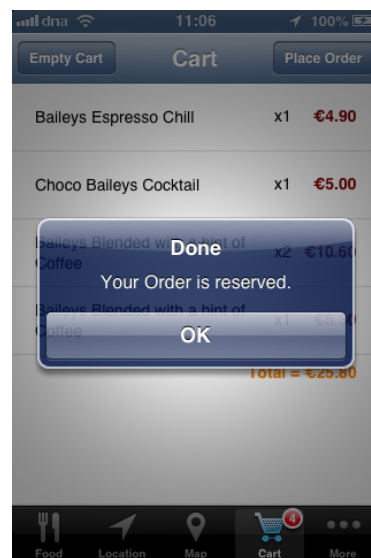 dna 11:06 100%
Empty Cart Cart Place Order
Baileys Espresso Chill x1 €4.90
Choco Baileys Cocktail x1 €5.00
Baileys Blended with a hint of
Coffee x2 €10.60
Done
Your Order is reserved.
Baileys Blended with a hint of
Coffee x1
OK
Total = €25.80
4
Food Location Map Cart More